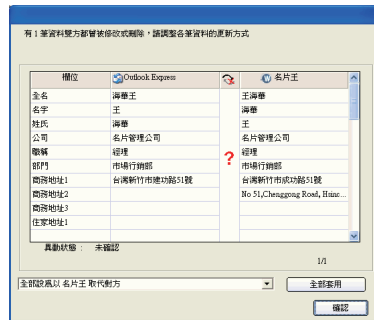 有 1 筆資料雙方都曾被修改或刪除，請調整各筆資料的更新方式
欄位 Outlook Express 名片王
全名 海華王 王海華
名字 王 海華
姓氏 海華 王
公司 名片管理公司 名片管理公司
職稱 經理 經理
部門 市場行銷部 ? 市場行銷部
商務地址1 台灣新竹市建功路51號 台灣新竹市成功路51號
商務地址2 No 51,Chenggong Road, Hsinc...
商務地址3
住家地址1
異動狀態： 未確認
1/1
全部設為以 名片王 取代對方 全部套用
確認